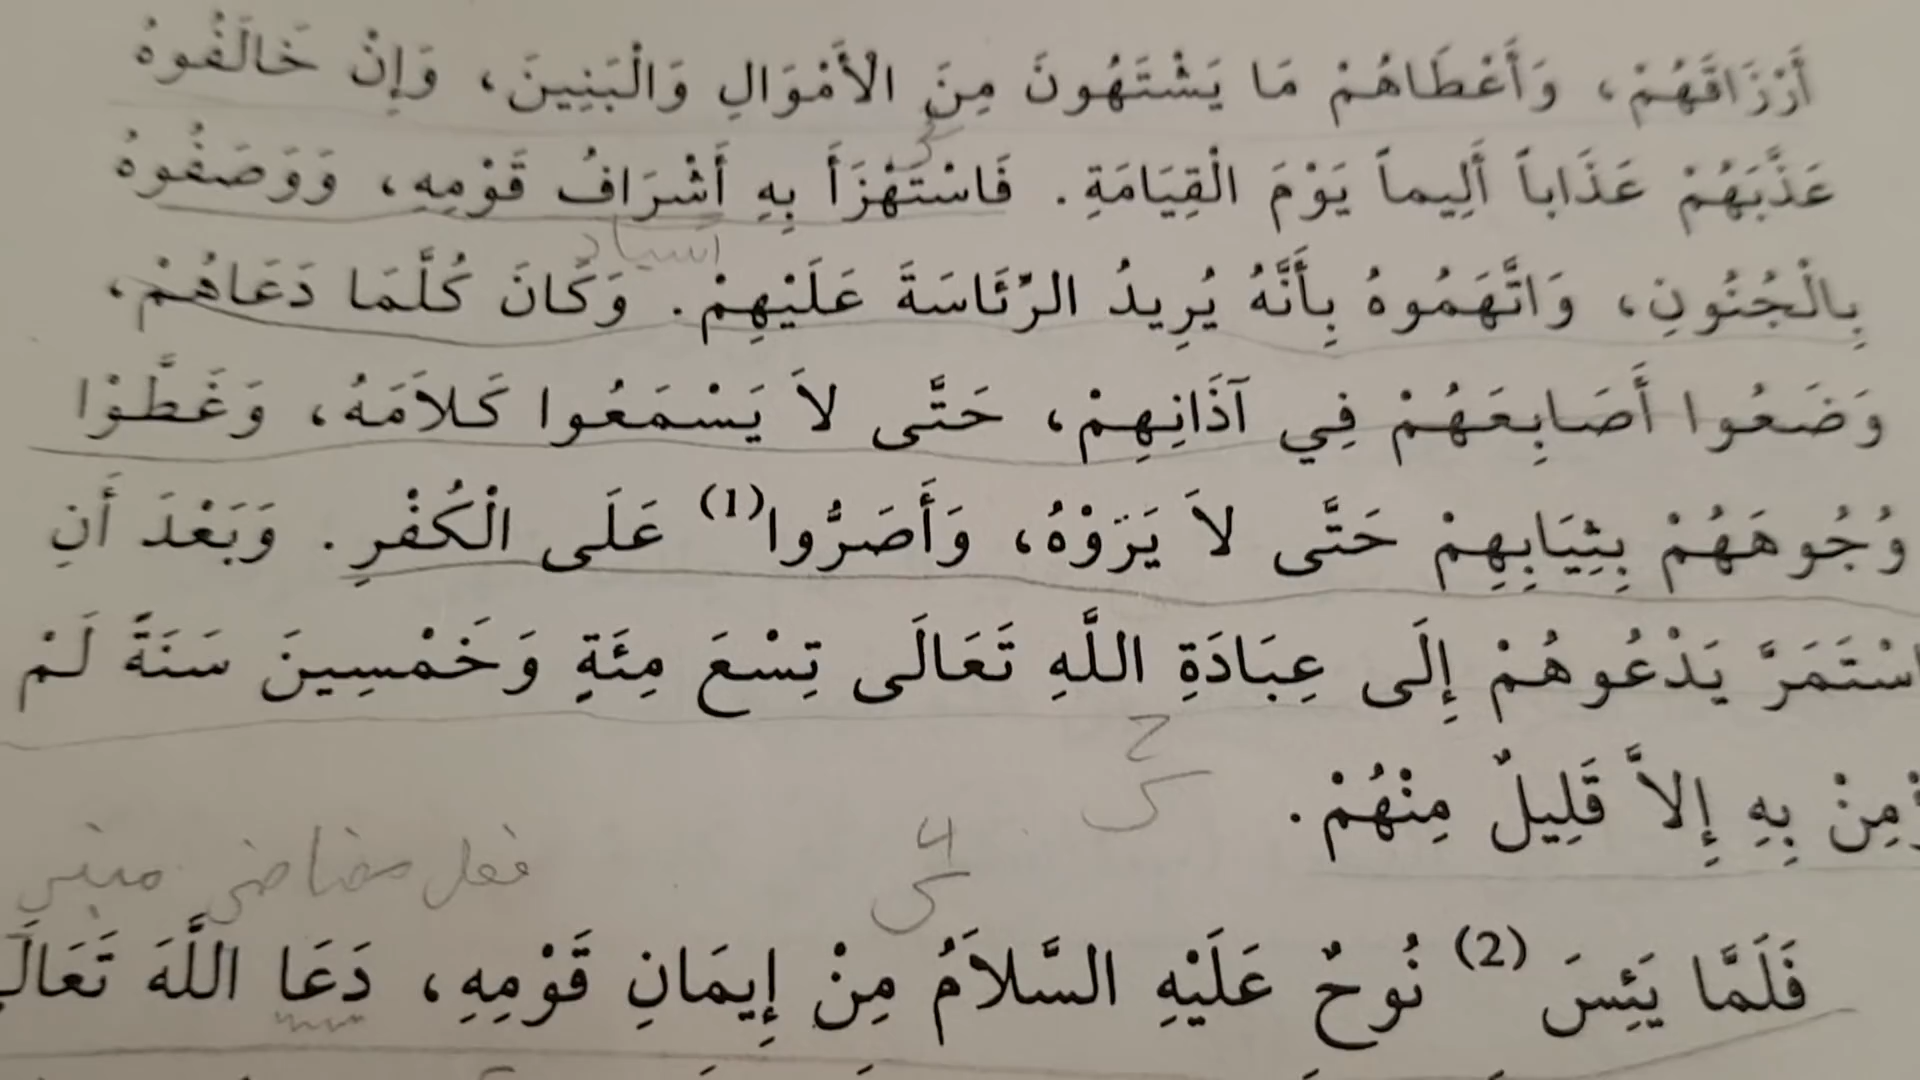 أَرْزَاقَهُمْ، وَأَعْطَاهُمْ مَا يَشْتَهُونَ مِنَ الْأَمْوَالِ وَالْبَنِينَ، وَإِنْ خَالَفُوهُ
عَذَّبَهُمْ عَذَاباً أَلِيماً يَوْمَ الْقِيَامَةِ. فَاسْتَهْزَأَ بِهِ أَشْرَافُ قَوْمِهِ، وَوَصَفُوهُ
أسياد
بِالْجُنُونِ، وَاتَّهَمُوهُ بِأَنَّهُ يُرِيدُ الرِّئَاسَةَ عَلَيْهِمْ. وَكَانَ كُلَّمَا دَعَاهُمْ،
وَضَعُوا أَصَابِعَهُمْ فِي آذَانِهِمْ، حَتَّى لاَ يَسْمَعُوا كَلاَمَهُ، وَغَطَّوْا
وُجُوهَهُمْ بِثِيَابِهِمْ حَتَّى لاَ يَرَوْهُ، وَأَصَرُّوا(1) عَلَى الْكُفْرِ. وَبَعْدَ أَنِ
اسْتَمَرَّ يَدْعُوهُمْ إِلَى عِبَادَةِ اللَّهِ تَعَالَى تِسْعَ مِئَةٍ وَخَمْسِينَ سَنَةً لَمْ
ؤْمِنْ بِهِ إِلاَّ قَلِيلٌ مِنْهُمْ.
فعل مضاضي مبني
فَلَمَّا يَئِسَ (2) نُوحٌ عَلَيْهِ السَّلاَمُ مِنْ إِيمَانِ قَوْمِهِ، دَعَا اللَّهَ تَعَالَى